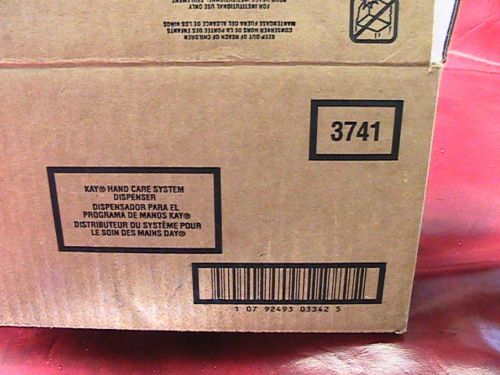 FOR INSTITUTIONAL USE ONLY
MANTENGASE FUERA DEL ALCANCE DE LOS NIÑOS
CONSERVER HORS DE LA PORTÉE DES ENFANTS
KEEP OUT OF REACH OF CHILDREN
3741
KAY® HAND CARE SYSTEM
DISPENSER
DISPENSADOR PARA EL
PROGRAMA DE MANOS KAY®
DISTRIBUTEUR OU SYSTÈME POUR
LE SOIN DES MAINS DAY®
1 07 92493 03342 5